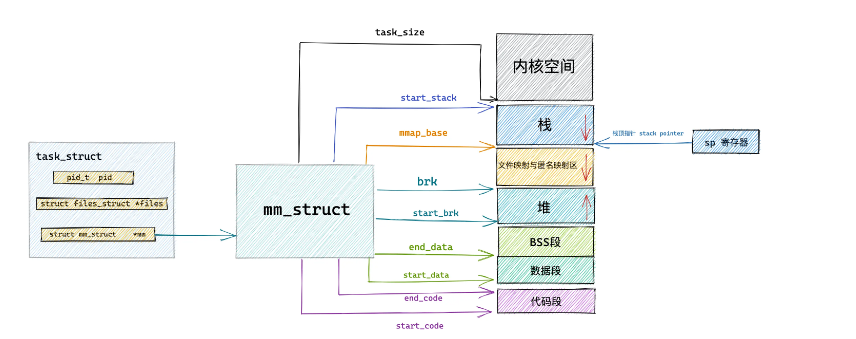 task_size
内核空间
start_stack
栈
mmap_base
栈顶指针 stack pointer
sp 寄存器
task_struct
文件映射与匿名映射区
pid_t pid
brk
struct files_struct *files
mm_struct
start_brk
堆
struct mm_struct *mm
end_data
BSS段
start_data
数据段
end_code
代码段
start_code